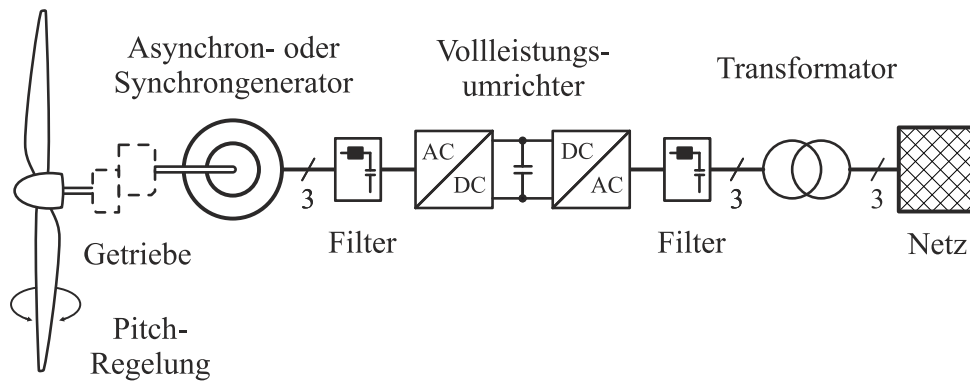 Asynchron- oder
Synchrongenerator
Vollleistungs-
umrichter
Transformator
AC
DC
DC
AC
3
3
3
Getriebe
Filter
Filter
Netz
Pitch-
Regelung